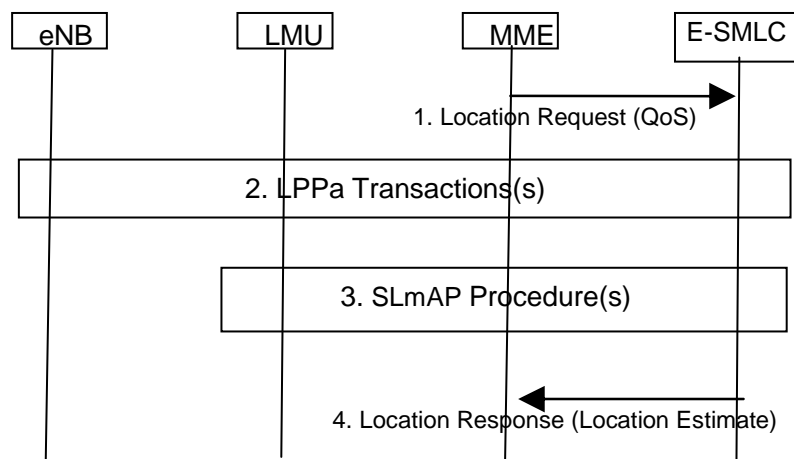 eNB
LMU
MME
E-SMLC
1. Location Request (QoS)
2. LPPa Transactions(s)
3. SLmAP Procedure(s)
4. Location Response (Location Estimate)